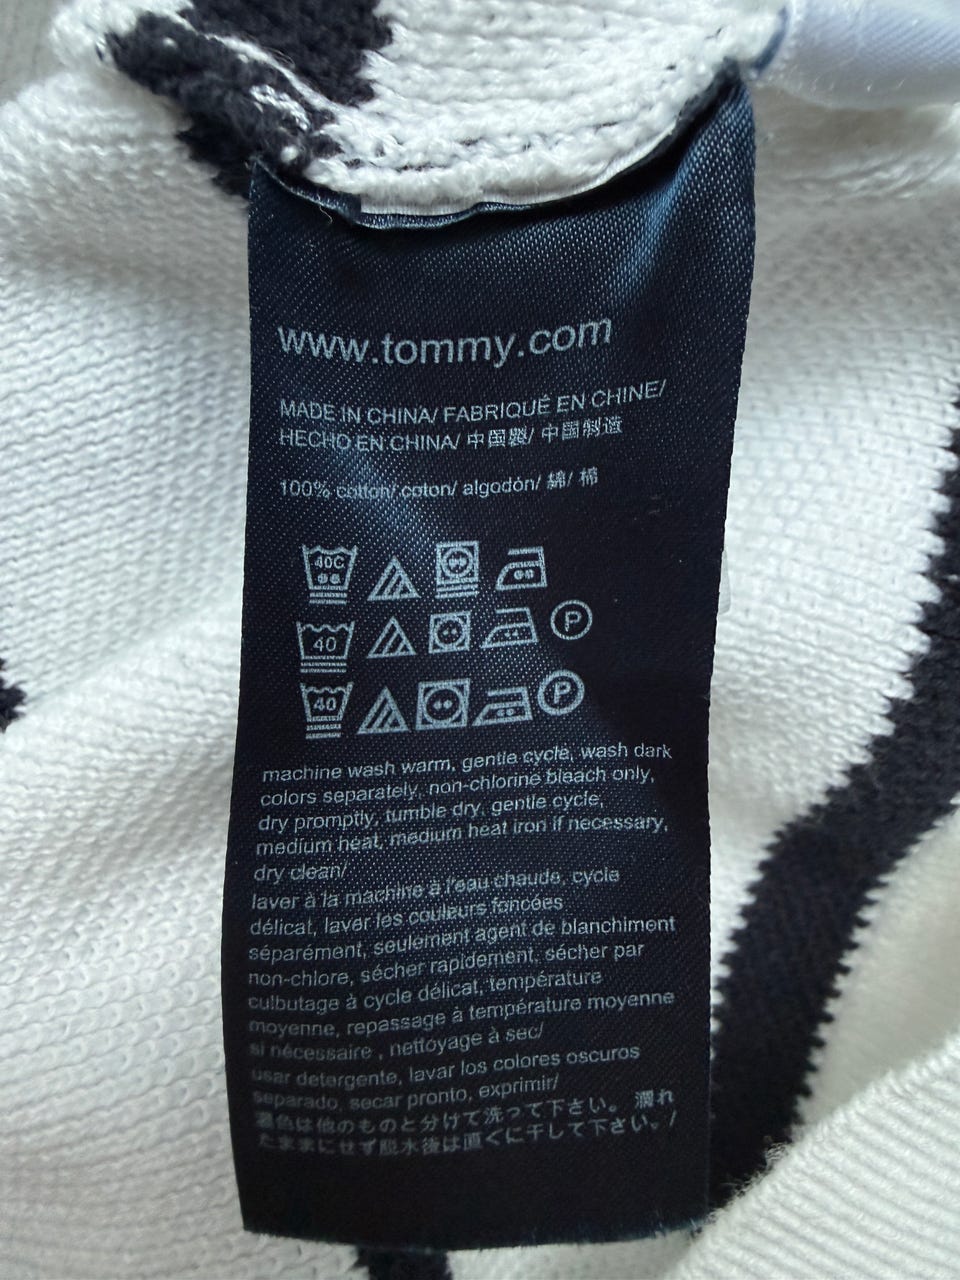 www.tommy.com
MADE IN CHINA/ FABRIQUÉ EN CHINE/
HECHO EN CHINA/ 中国製/ 中国制造
100% cotton/ coton/ algodón/ 綿/ 棉
40C
40 P
40 P
machine wash warm, gentle cycle, wash dark
colors separately, non-chlorine bleach only,
dry promptly, tumble dry, gentle cycle,
medium heat, medium heat iron if necessary,
dry clean/
laver à la machine à l'eau chaude, cycle
délicat, laver les couleurs foncées
séparément, seulement agent de blanchiment
non-chlore, sécher rapidement, sécher par
culbutage à cycle délicat, température
moyenne, repassage à température moyenne
si nécessaire , nettoyage à sec/
usar detergente, lavar los colores oscuros
separado, secar pronto, exprimir/
濃色は他のものと分けて洗って下さい。 濡れ
たままにせず脱水後は直ぐに干して下さい。/